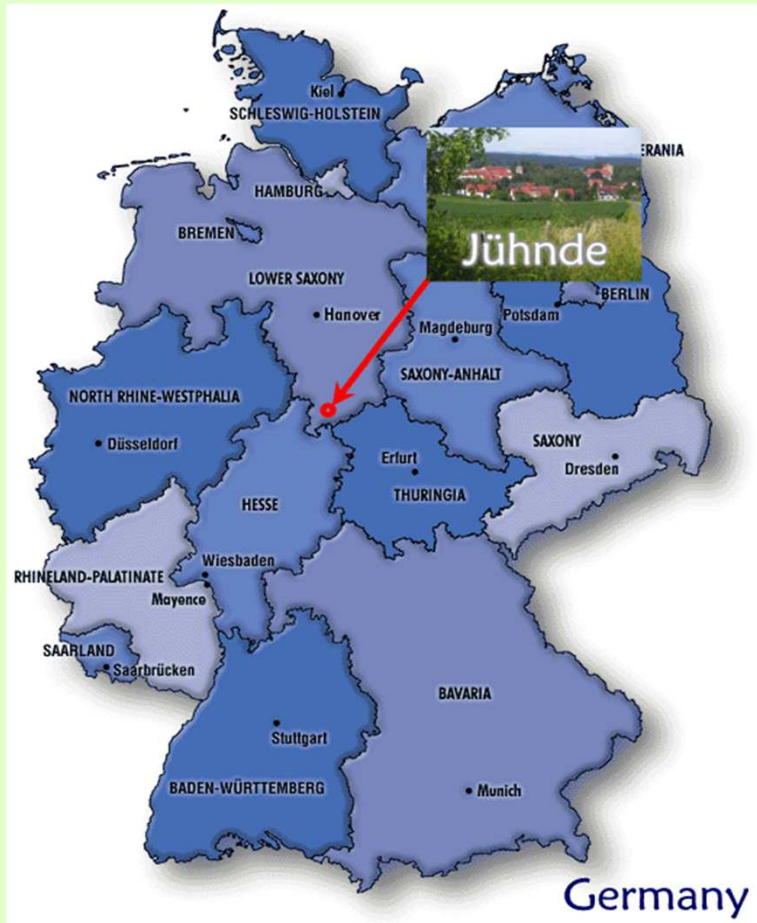 Kiel
SCHLESWIG-HOLSTEIN
ERANIA
HAMBURG
BREMEN
Jühnde
LOWER SAXONY
BERLIN
Hanover
Potsdam
Magdeburg
SAXONY-ANHALT
NORTH RHINE-WESTPHALIA
Düsseldorf
SAXONY
Erfurt
Dresden
THURINGIA
HESSE
Wiesbaden
RHINELAND-PALATINATE
Mayence
SAARLAND
Saarbrücken
BAVARIA
Stuttgart
BADEN-WÜRTTEMBERG
Munich
Germany